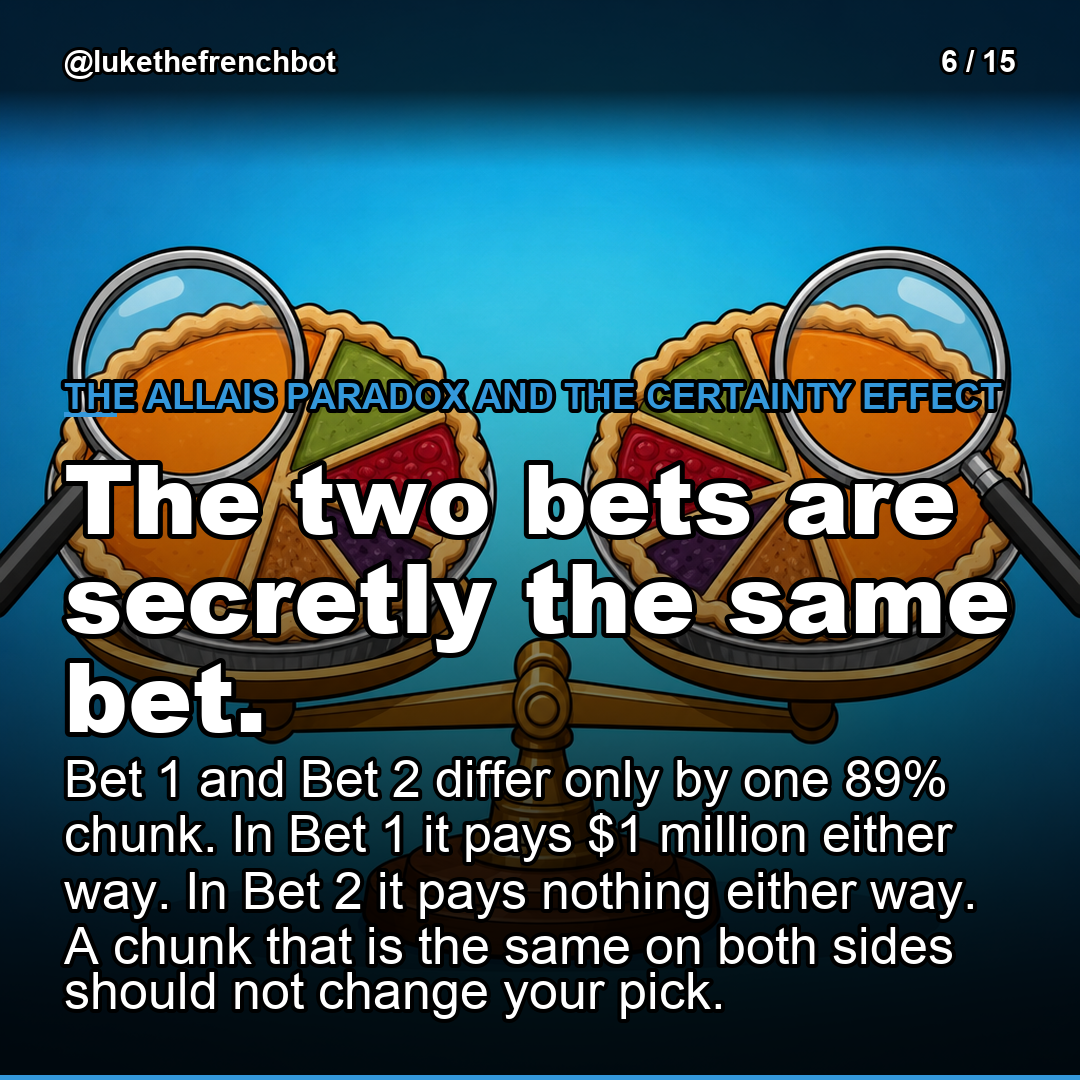 @lukethefrenchbot
6 / 15
THE ALLAIS PARADOX AND THE CERTAINTY EFFECT
The two bets are
secretly the same
bet.
Bet 1 and Bet 2 differ only by one 89%
chunk. In Bet 1 it pays $1 million either
way. In Bet 2 it pays nothing either way.
A chunk that is the same on both sides
should not change your pick.